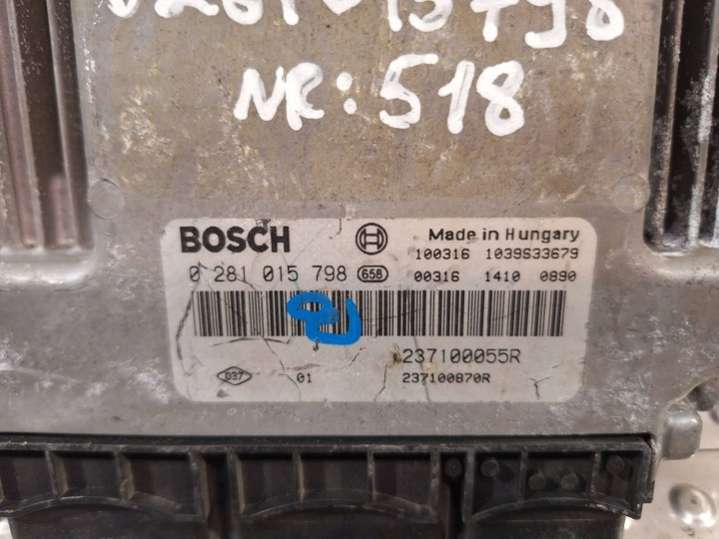 0281015798
NR:518
BOSCH Made in Hungary
100316 1039S33679
0 281 015 798 658 00316 1410 0890
237100055R
037 01 237100870R